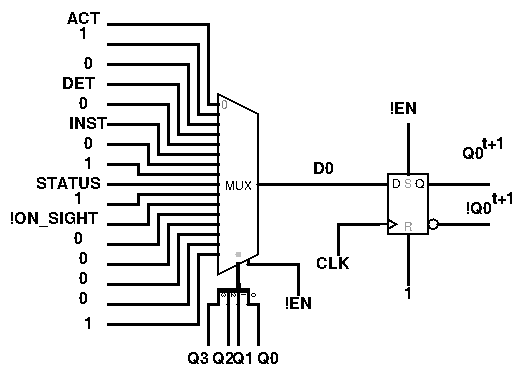 ACT
1
0
DET
0
INST
0
1
STATUS
1
!ON_SIGHT
0
0
0
0
1
0
MUX
D0
!EN
D S Q
R
Q0 t+1
!Q0 t+1
CLK
1
!EN
Q3 Q2 Q1 Q0